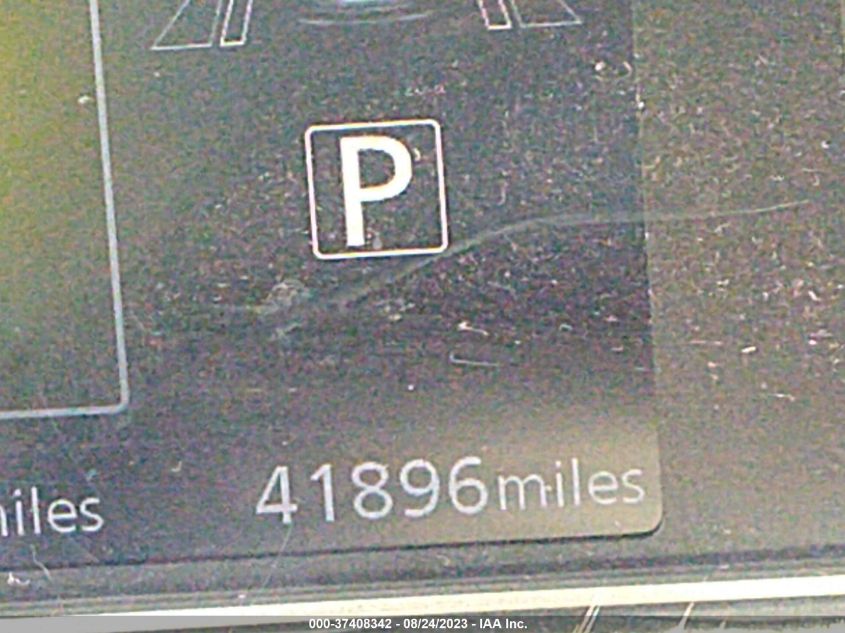 P
41896miles
iles
000-37408342 - 08/24/2023 - IAA Inc.